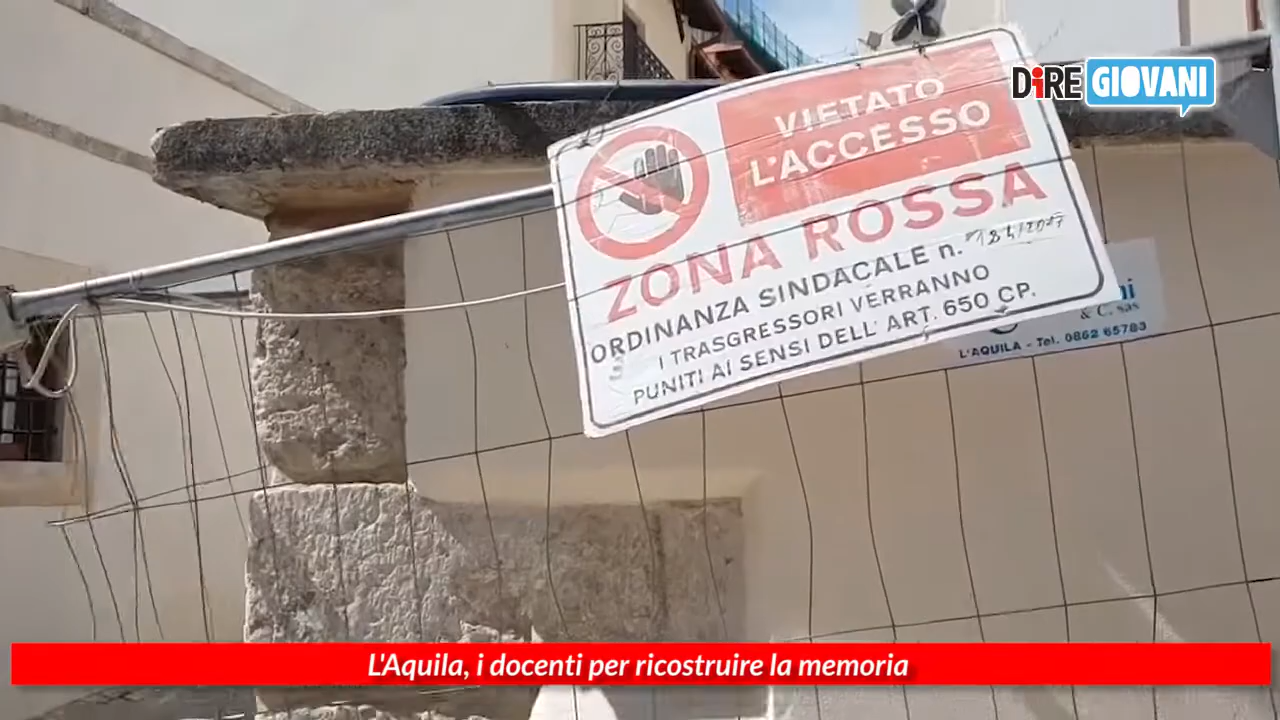 DiRE GIOVANI
VIETATO
L'ACCESSO
ZONA ROSSA
ORDINANZA SINDACALE n.
I TRASGRESSORI VERRANNO
PUNITI AI SENSI DELL' ART. 650 CP.
& C. sas
L'AQUILA - Tel. 0862 65783
L'Aquila, i docenti per ricostruire la memoria